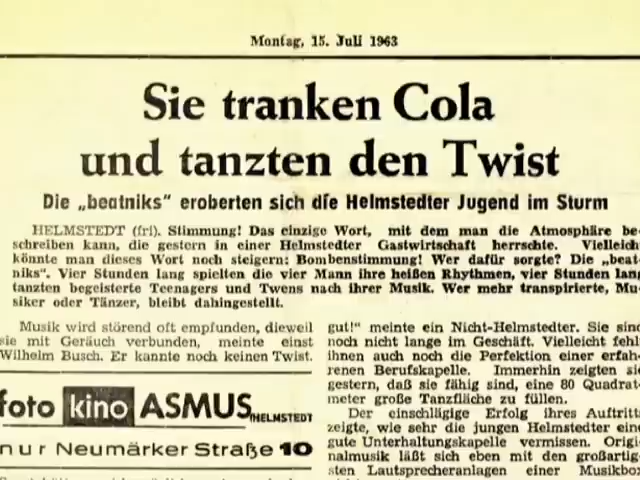 Montag, 15. Juli 1963
Sie tranken Cola
und tanzten den Twist
Die „beatniks“ eroberten sich die Helmstedter Jugend im Sturm
HELMSTEDT (fri). Stimmung! Das einzige Wort, mit dem man die Atmosphäre be-
schreiben kann, die gestern in einer Helmstedter Gastwirtschaft herrschte. Vielleicht
könnte man dieses Wort noch steigern: Bombenstimmung! Wer dafür sorgte? Die „beat-
niks“. Vier Stunden lang spielten die vier Mann ihre heißen Rhythmen, vier Stunden lang
tanzten begeisterte Teenagers und Twens nach ihrer Musik. Wer mehr transpirierte, Mu-
siker oder Tänzer, bleibt dahingestellt.
Musik wird störend oft empfunden, dieweil
sie mit Geräuch verbunden, meinte einst
Wilhelm Busch. Er kannte noch keinen Twist.
foto kino ASMUS, HELMSTEDT
nur Neumärker Straße 10
gut!“ meinte ein Nicht-Helmstedter. Sie sind
noch nicht lange im Geschäft. Vielleicht fehlt
ihnen auch noch die Perfektion einer erfah-
renen Berufskapelle. Immerhin zeigten sie
gestern, daß sie fähig sind, eine 80 Quadrat-
meter große Tanzfläche zu füllen.
Der einschlägige Erfolg ihres Auftritts
zeigte, wie sehr die jungen Helmstedter eine
gute Unterhaltungskapelle vermissen. Origi-
nalmusik läßt sich eben mit den großartig-
sten Lautsprecheranlagen einer Musikbox